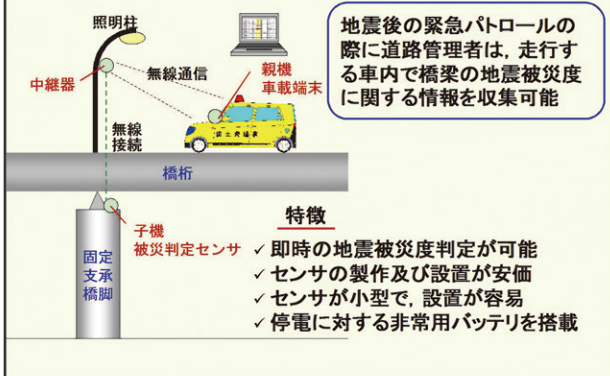 照明柱
中継器
無線通信
親機
車載端末
無線
接続
橋桁
子機
被災判定センサ
固定
支承
橋脚
地震後の緊急パトロールの
際に道路管理者は，走行す
る車内で橋梁の地震被災度
に関する情報を収集可能
特徴
✓ 即時の地震被災度判定が可能
✓ センサの製作及び設置が安価
✓ センサが小型で，設置が容易
✓ 停電に対する非常用バッテリを搭載